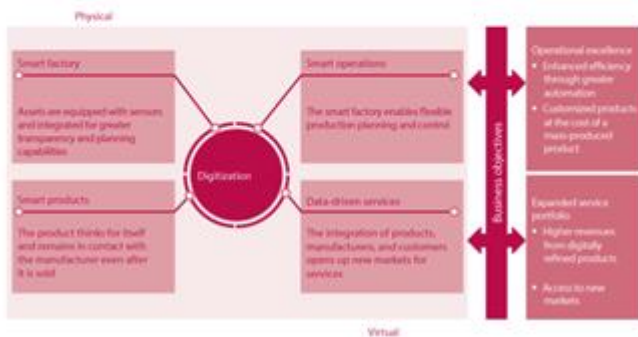 Physical
Smart factory
Assets are equipped with sensors
and integrated for greater
transparency and planning
capabilities
Smart operations
The smart factory enables flexible
production planning and control
Digitization
Smart products
The product thinks for itself
and remains in contact with
the manufacturer even after
it is sold
Data-driven services
The integration of products,
manufacturers, and customers
opens up new markets for
services
Virtual
Business objectives
Operational excellence
• Enhanced efficiency
through greater
automation
• Customized products
at the cost of a
mass-produced
product
Expanded service
portfolio
• Higher revenues
from digitally
refined products
• Access to new
markets